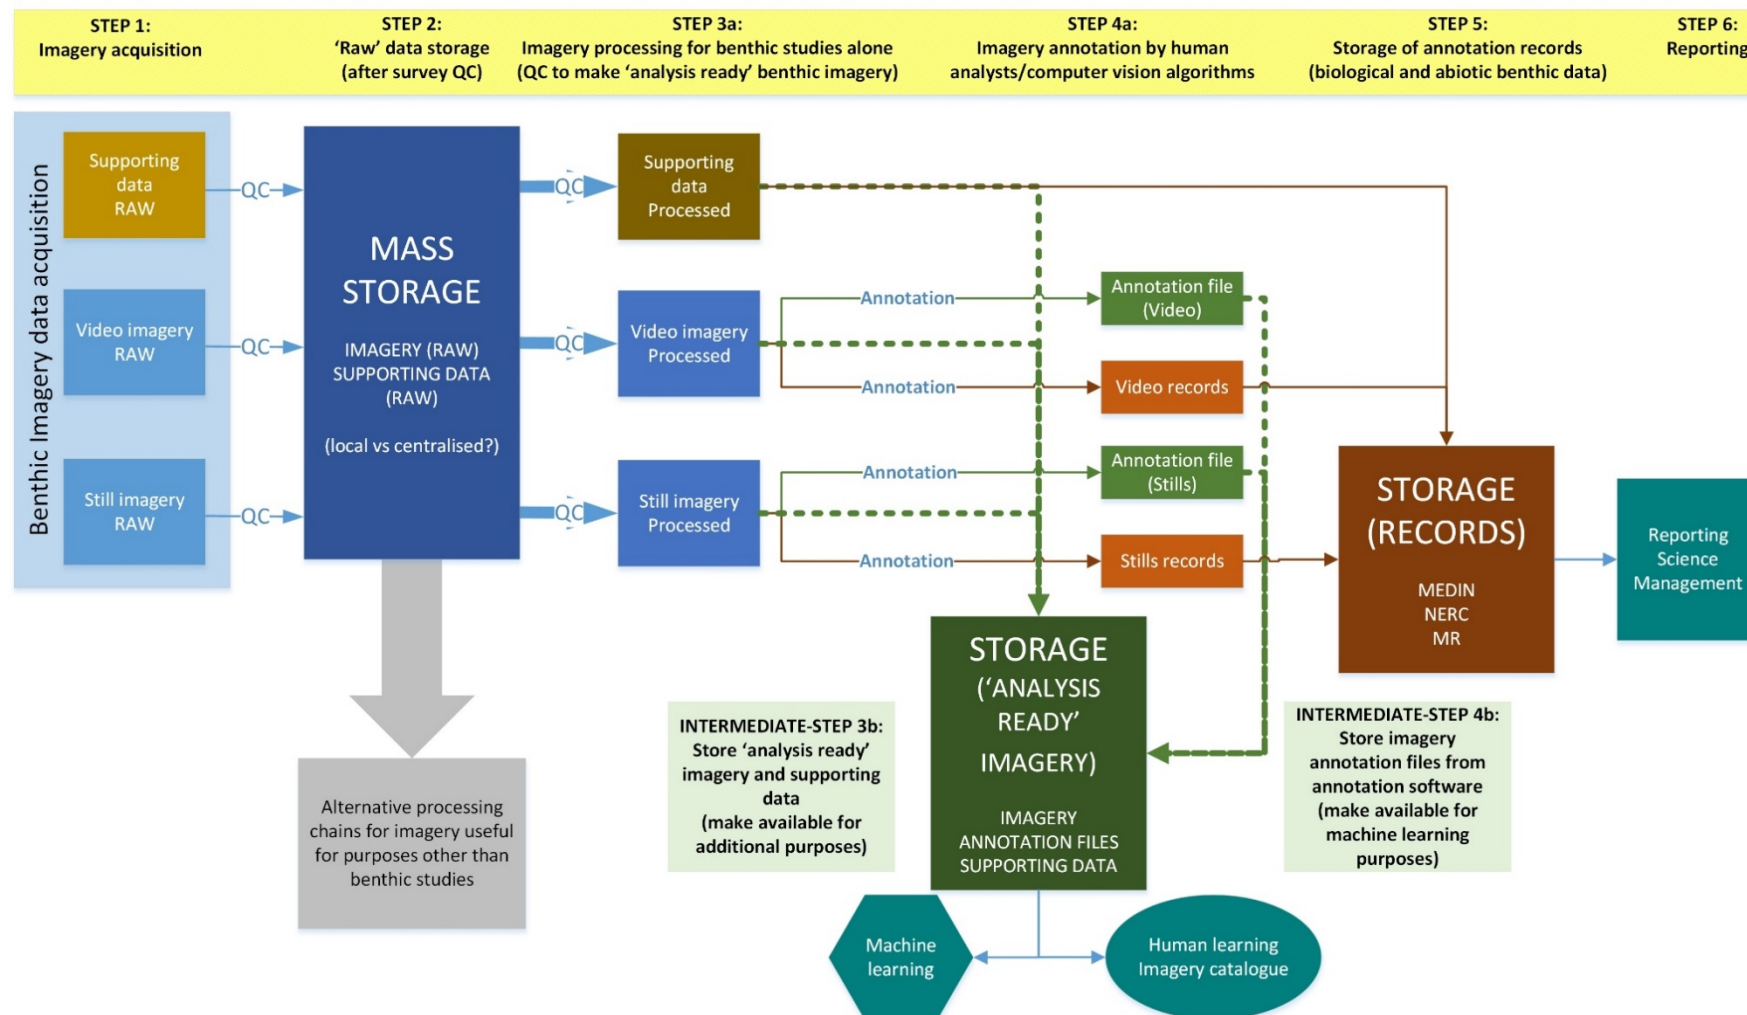 STEP 1:
Imagery acquisition
STEP 2:
‘Raw’ data storage
(after survey QC)
STEP 3a:
Imagery processing for benthic studies alone
(QC to make ‘analysis ready’ benthic imagery)
STEP 4a:
Imagery annotation by human
analysts/computer vision algorithms
STEP 5:
Storage of annotation records
(biological and abiotic benthic data)
STEP 6:
Reporting
Benthic Imagery data acquisition
Supporting
data
RAW
QC
Video imagery
RAW
QC
Still imagery
RAW
QC
MASS
STORAGE
IMAGERY (RAW)
SUPPORTING DATA
(RAW)
(local vs centralised?)
QC
QC
QC
Supporting
data
Processed
Video imagery
Processed
Still imagery
Processed
Annotation
Annotation
Annotation
Annotation
Annotation file
(Video)
Video records
Annotation file
(Stills)
Stills records
STORAGE
(RECORDS)
MEDIN
NERC
MR
Reporting
Science
Management
Alternative processing
chains for imagery useful
for purposes other than
benthic studies
INTERMEDIATE-STEP 3b:
Store ‘analysis ready’
imagery and supporting
data
(make available for
additional purposes)
STORAGE
(‘ANALYSIS
READY’
IMAGERY)
IMAGERY
ANNOTATION FILES
SUPPORTING DATA
INTERMEDIATE-STEP 4b:
Store imagery
annotation files from
annotation software
(make available for
machine learning
purposes)
Machine
learning
Human learning
Imagery catalogue